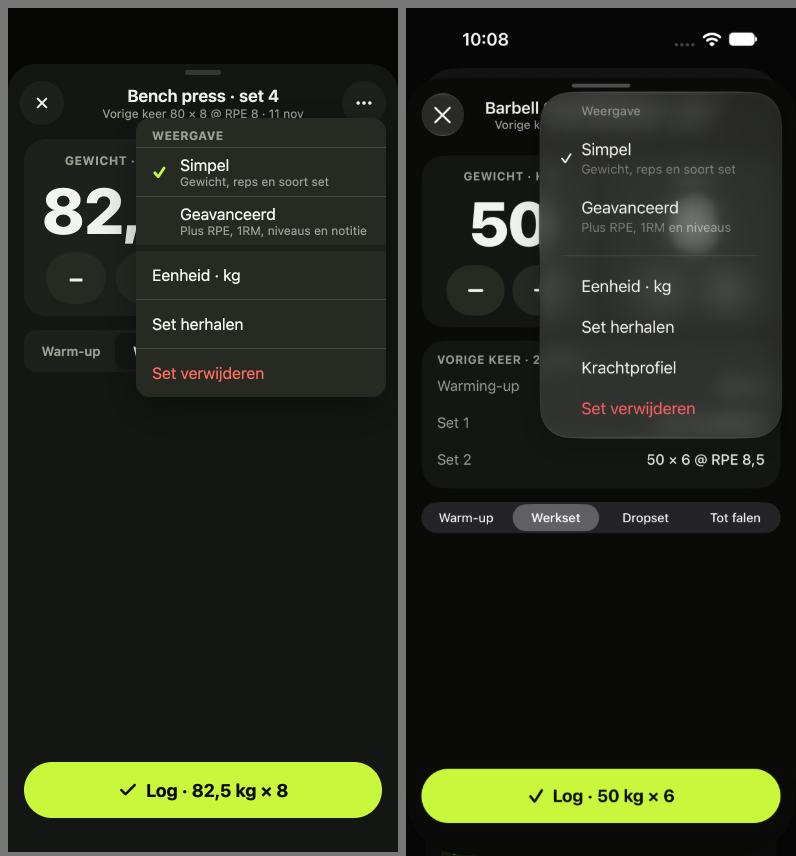 Bench press · set 4
Vorige keer 80 × 8 @ RPE 8 · 11 nov
WEERGAVE
GEWICHT ·
Simpel
Gewicht, reps en soort set
82,
Geavanceerd
Plus RPE, 1RM, niveaus en notitie
Eenheid · kg
Set herhalen
Warm-up
Set verwijderen
Log · 82,5 kg × 8
10:08
Barbell
Vorige k
Weergave
Simpel
Gewicht, reps en soort set
GEWICHT ·
50
Geavanceerd
Plus RPE, 1RM en niveaus
Eenheid · kg
Set herhalen
VORIGE KEER · 2
Krachtprofiel
Warming-up
Set verwijderen
Set 1
Set 2
50 × 6 @ RPE 8,5
Warm-up
Werkset
Dropset
Tot falen
Log · 50 kg × 6